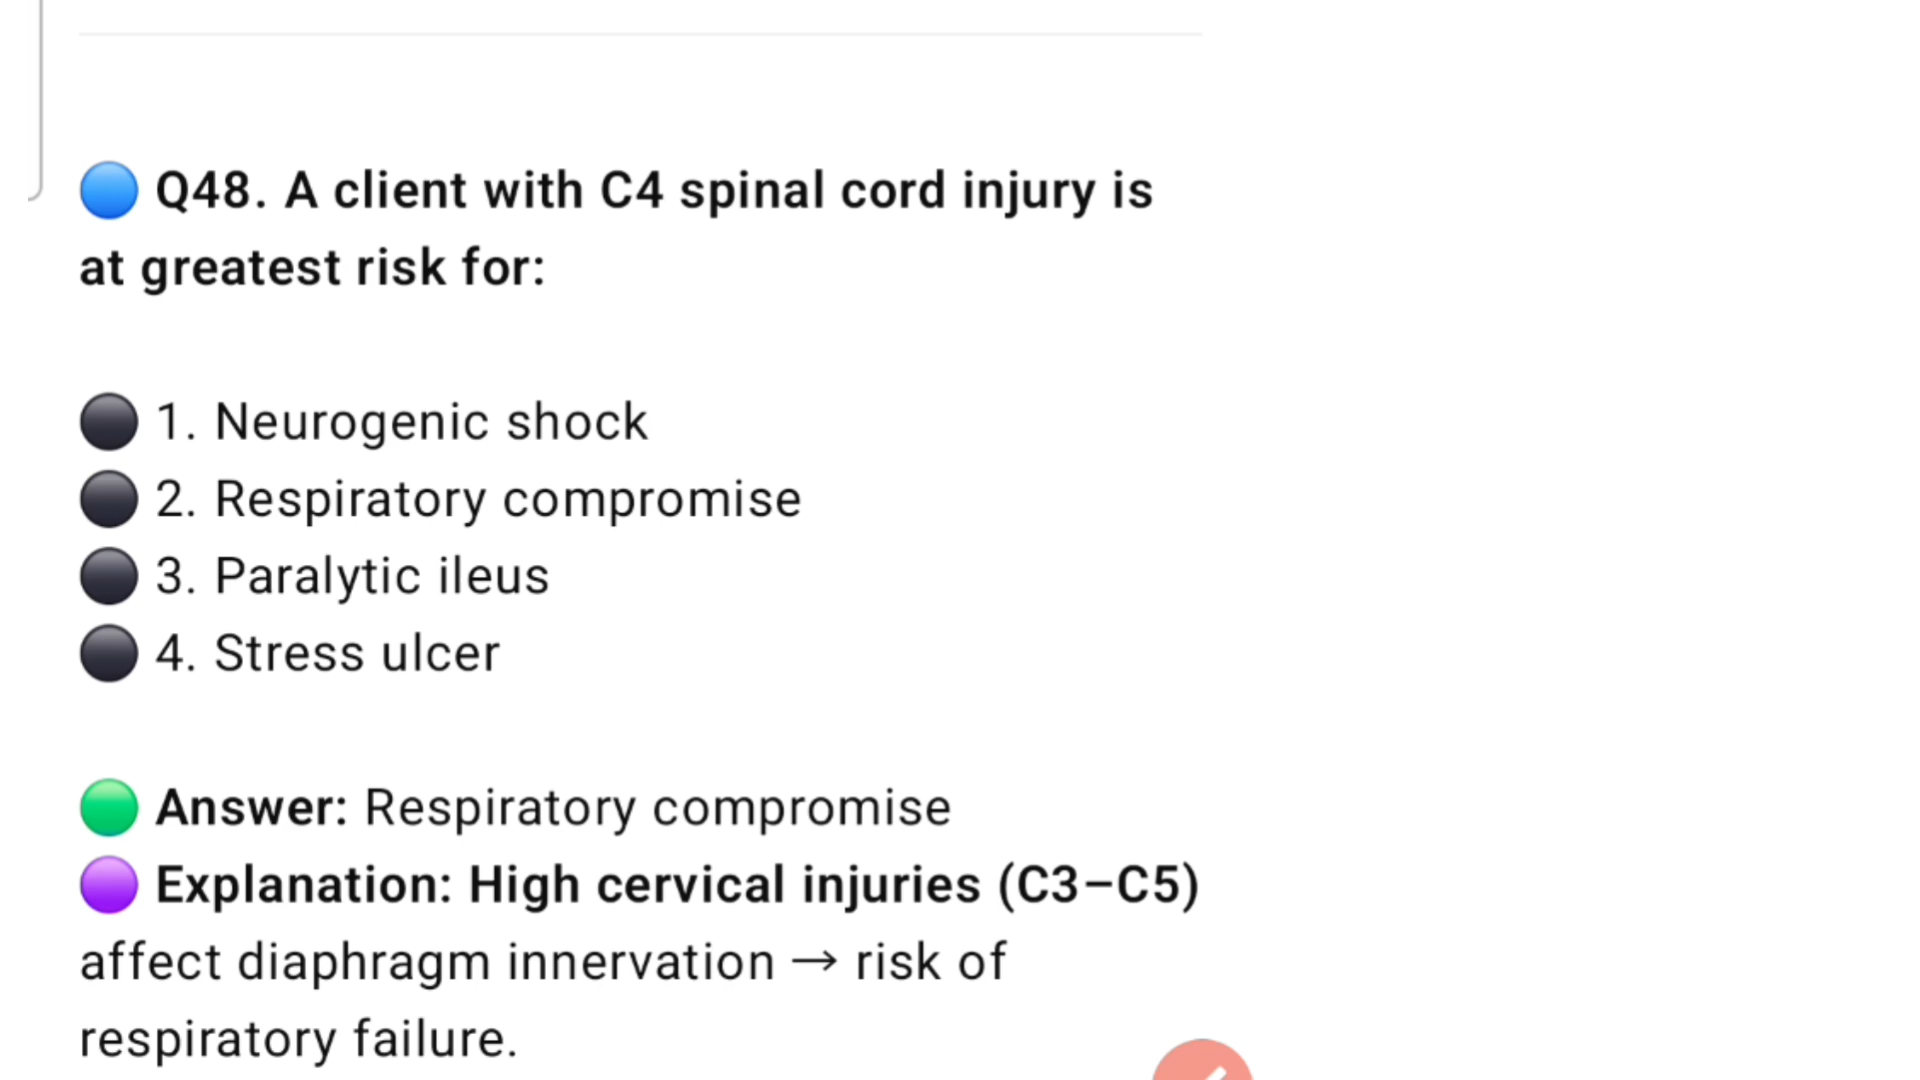 🔵 Q48. A client with C4 spinal cord injury is
at greatest risk for:
⚫ 1. Neurogenic shock
⚫ 2. Respiratory compromise
⚫ 3. Paralytic ileus
⚫ 4. Stress ulcer
🟢 Answer: Respiratory compromise
🟣 Explanation: High cervical injuries (C3–C5)
affect diaphragm innervation → risk of
respiratory failure.